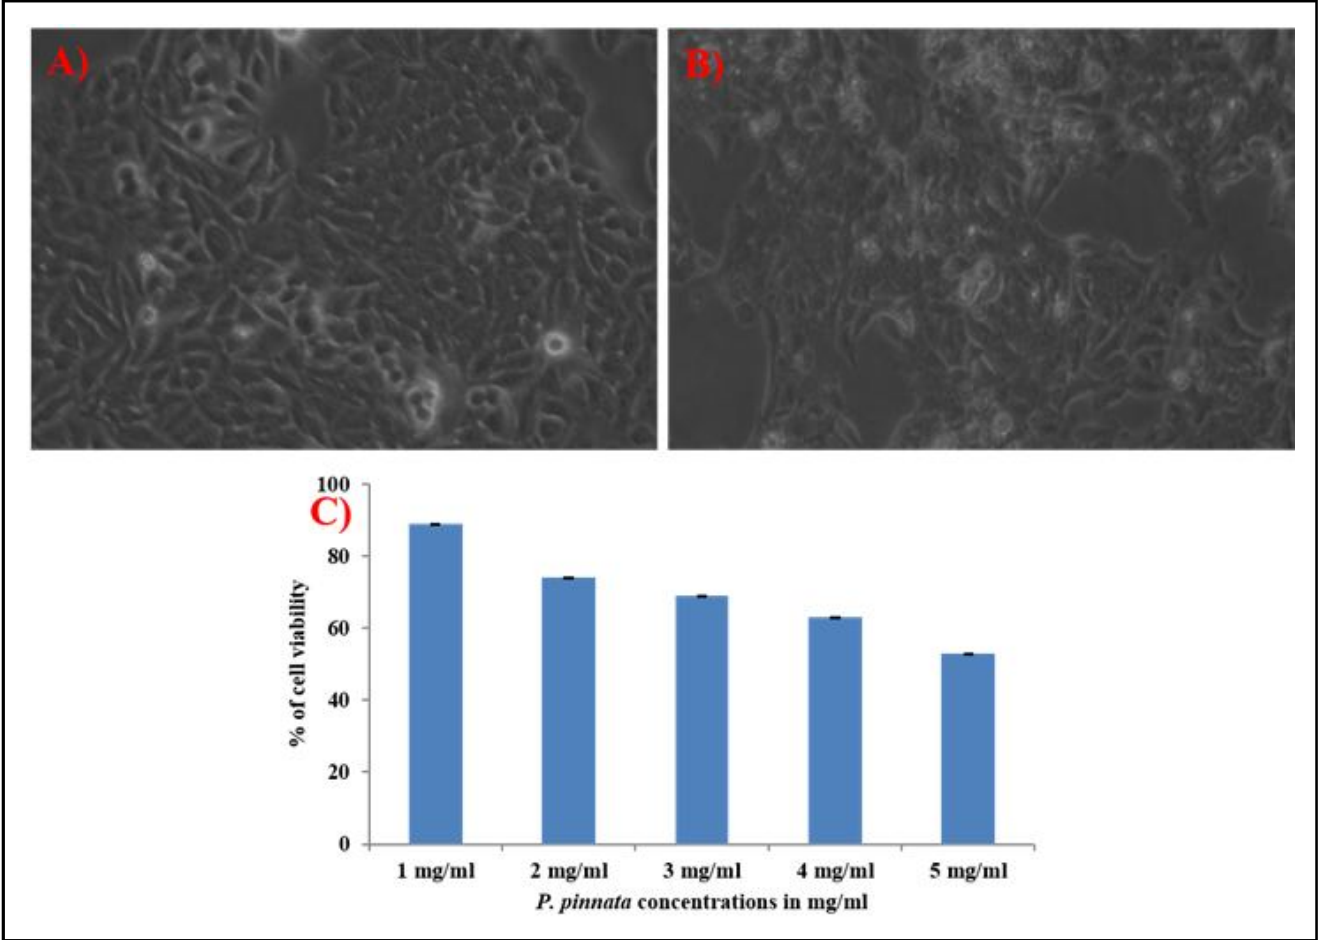 A)
B)
C)
% of cell viability
100
80
60
40
20
0
1 mg/ml
2 mg/ml
3 mg/ml
4 mg/ml
5 mg/ml
P. pinnata concentrations in mg/ml